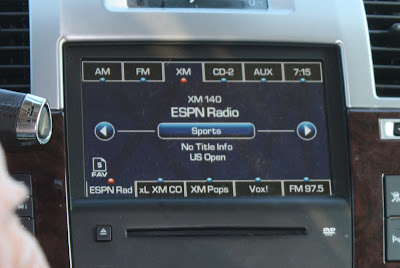 AM FM XM CD-2 AUX 7:15
XM 140
ESPN Radio
Sports
No Title Info
US Open
5
FAV
ESPN Rad xL XM CO XM Pops Vox! FM 97.5
DVD